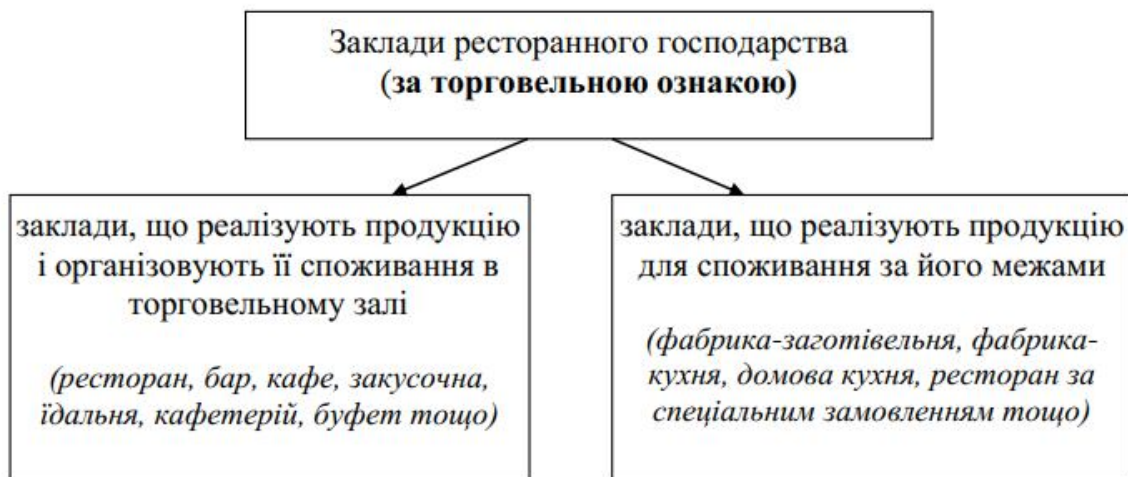 Заклади ресторанного господарства
(за торговельною ознакою)
заклади, що реалізують продукцію
і організовують її споживання в
торговельному залі
(ресторан, бар, кафе, закусочна,
їдальня, кафетерій, буфет тощо)
заклади, що реалізують продукцію
для споживання за його межами
(фабрика-заготівельня, фабрика-
кухня, домова кухня, ресторан за
спеціальним замовленням тощо)